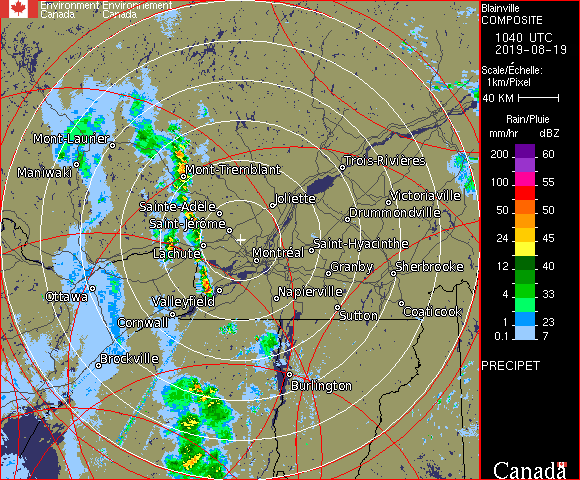 Environment Environnement
Canada Canada
Blainville
COMPOSITE
1040 UTC
2019-08-19
Scale/Échelle:
1km/Pixel
40 KM
Rain/Pluie
mm/hr dBZ
200 60
100 55
50 50
24 45
12 40
4 33
1 23
0.1 7
PRECIPET
Mont-Laurier
Maniwaki
Mont-Tremblant
Trois-Rivières
Sainte-Adèle
Joliette
Victoriaville
Drummondville
Saint-Jérôme
Lachute
Montréal
Saint-Hyacinthe
Granby
Sherbrooke
Ottawa
Valleyfield
Napierville
Cornwall
Sutton
Coaticook
Brockville
Burlington
Canada